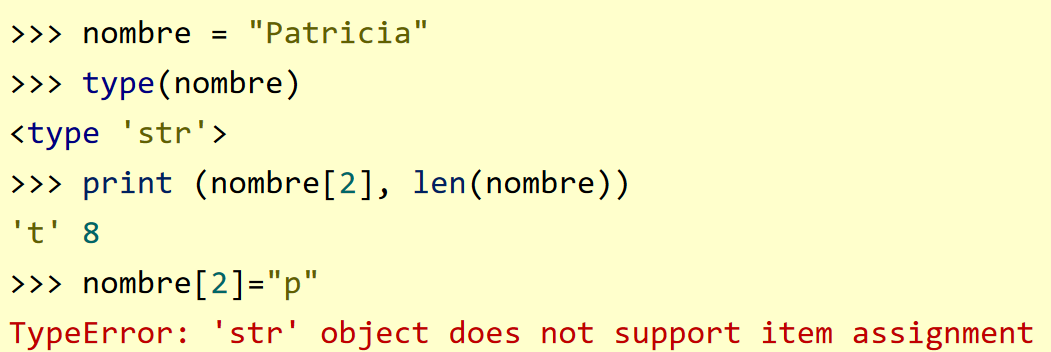 >>> nombre = "Patricia"
>>> type(nombre)
<type 'str'>
>>> print (nombre[2], len(nombre))
't' 8
>>> nombre[2]="p"
TypeError: 'str' object does not support item assignment